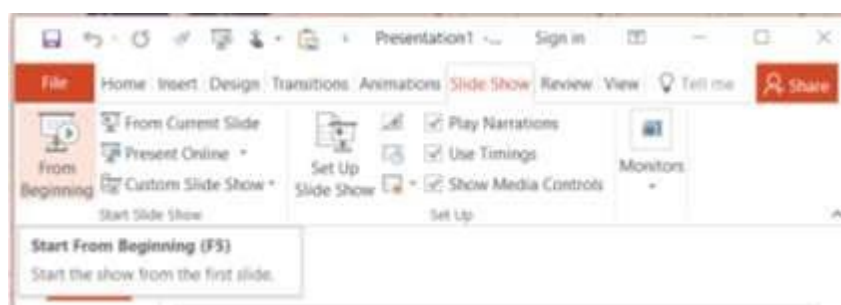 Presentation1 -... Sign in
File Home Insert Design Transitions Animations Slide Show Review View Tell me Share
From Beginning
From Current Slide
Present Online
Custom Slide Show
Start Slide Show
Set Up Slide Show
Play Narrations
Use Timings
Show Media Controls
Set Up
Monitors
Start From Beginning (F5)
Start the show from the first slide.